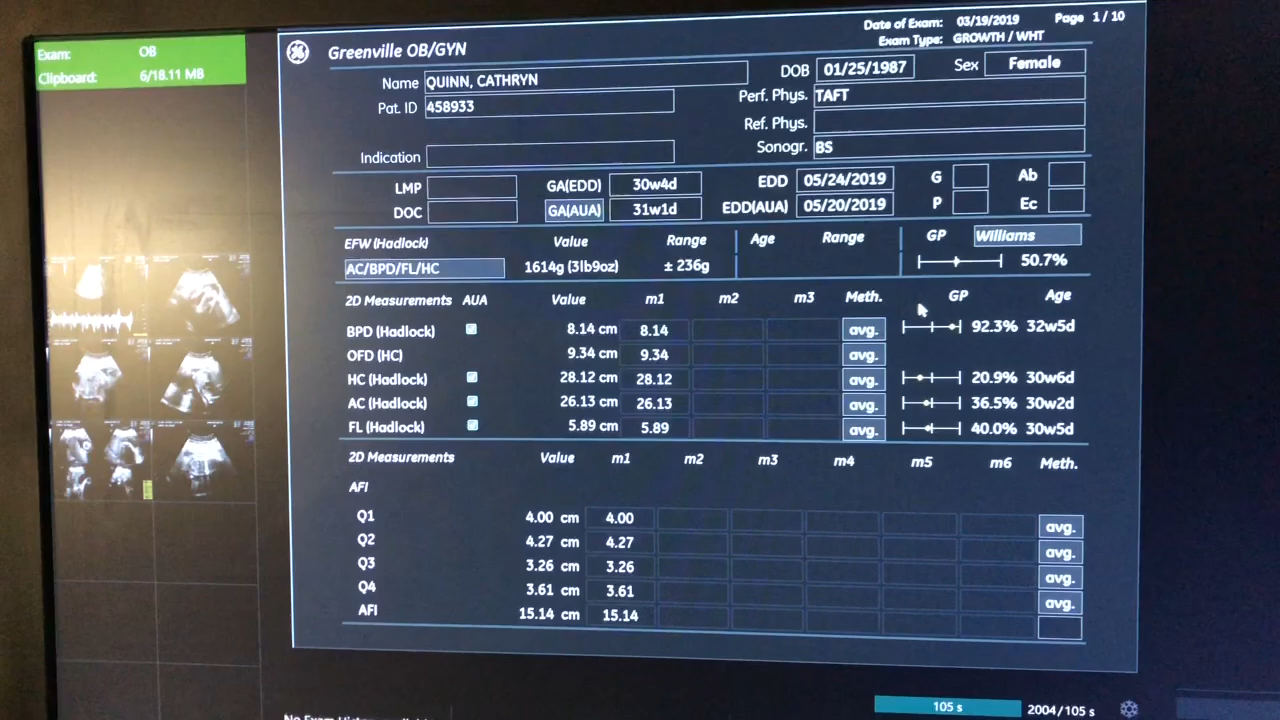 Exam: OB
Clipboard: 6/18.11 MB
Greenville OB/GYN
Date of Exam: 03/19/2019 Page 1/10
Exam Type: GROWTH / WHT
Name QUINN, CATHRYN DOB 01/25/1987 Sex Female
Pat. ID 458933 Perf. Phys. TAFT
Ref. Phys.
Indication Sonogr. BS
LMP GA(EDD) 30w4d EDD 05/24/2019 G Ab
DOC GA(AUA) 31w1d EDD(AUA) 05/20/2019 P Ec
EFW (Hadlock) Value Range Age Range GP Williams
AC/BPD/FL/HC 1614g (3lb9oz) ± 236g 50.7%
2D Measurements AUA Value m1 m2 m3 Meth. GP Age
BPD (Hadlock) 8.14 cm 8.14 avg. 92.3% 32w5d
OFD (HC) 9.34 cm 9.34 avg.
HC (Hadlock) 28.12 cm 28.12 avg. 20.9% 30w6d
AC (Hadlock) 26.13 cm 26.13 avg. 36.5% 30w2d
FL (Hadlock) 5.89 cm 5.89 avg. 40.0% 30w5d
2D Measurements Value m1 m2 m3 m4 m5 m6 Meth.
AFI
Q1 4.00 cm 4.00 avg.
Q2 4.27 cm 4.27 avg.
Q3 3.26 cm 3.26 avg.
Q4 3.61 cm 3.61 avg.
AFI 15.14 cm 15.14
105 s 2004/105 s
No Exam